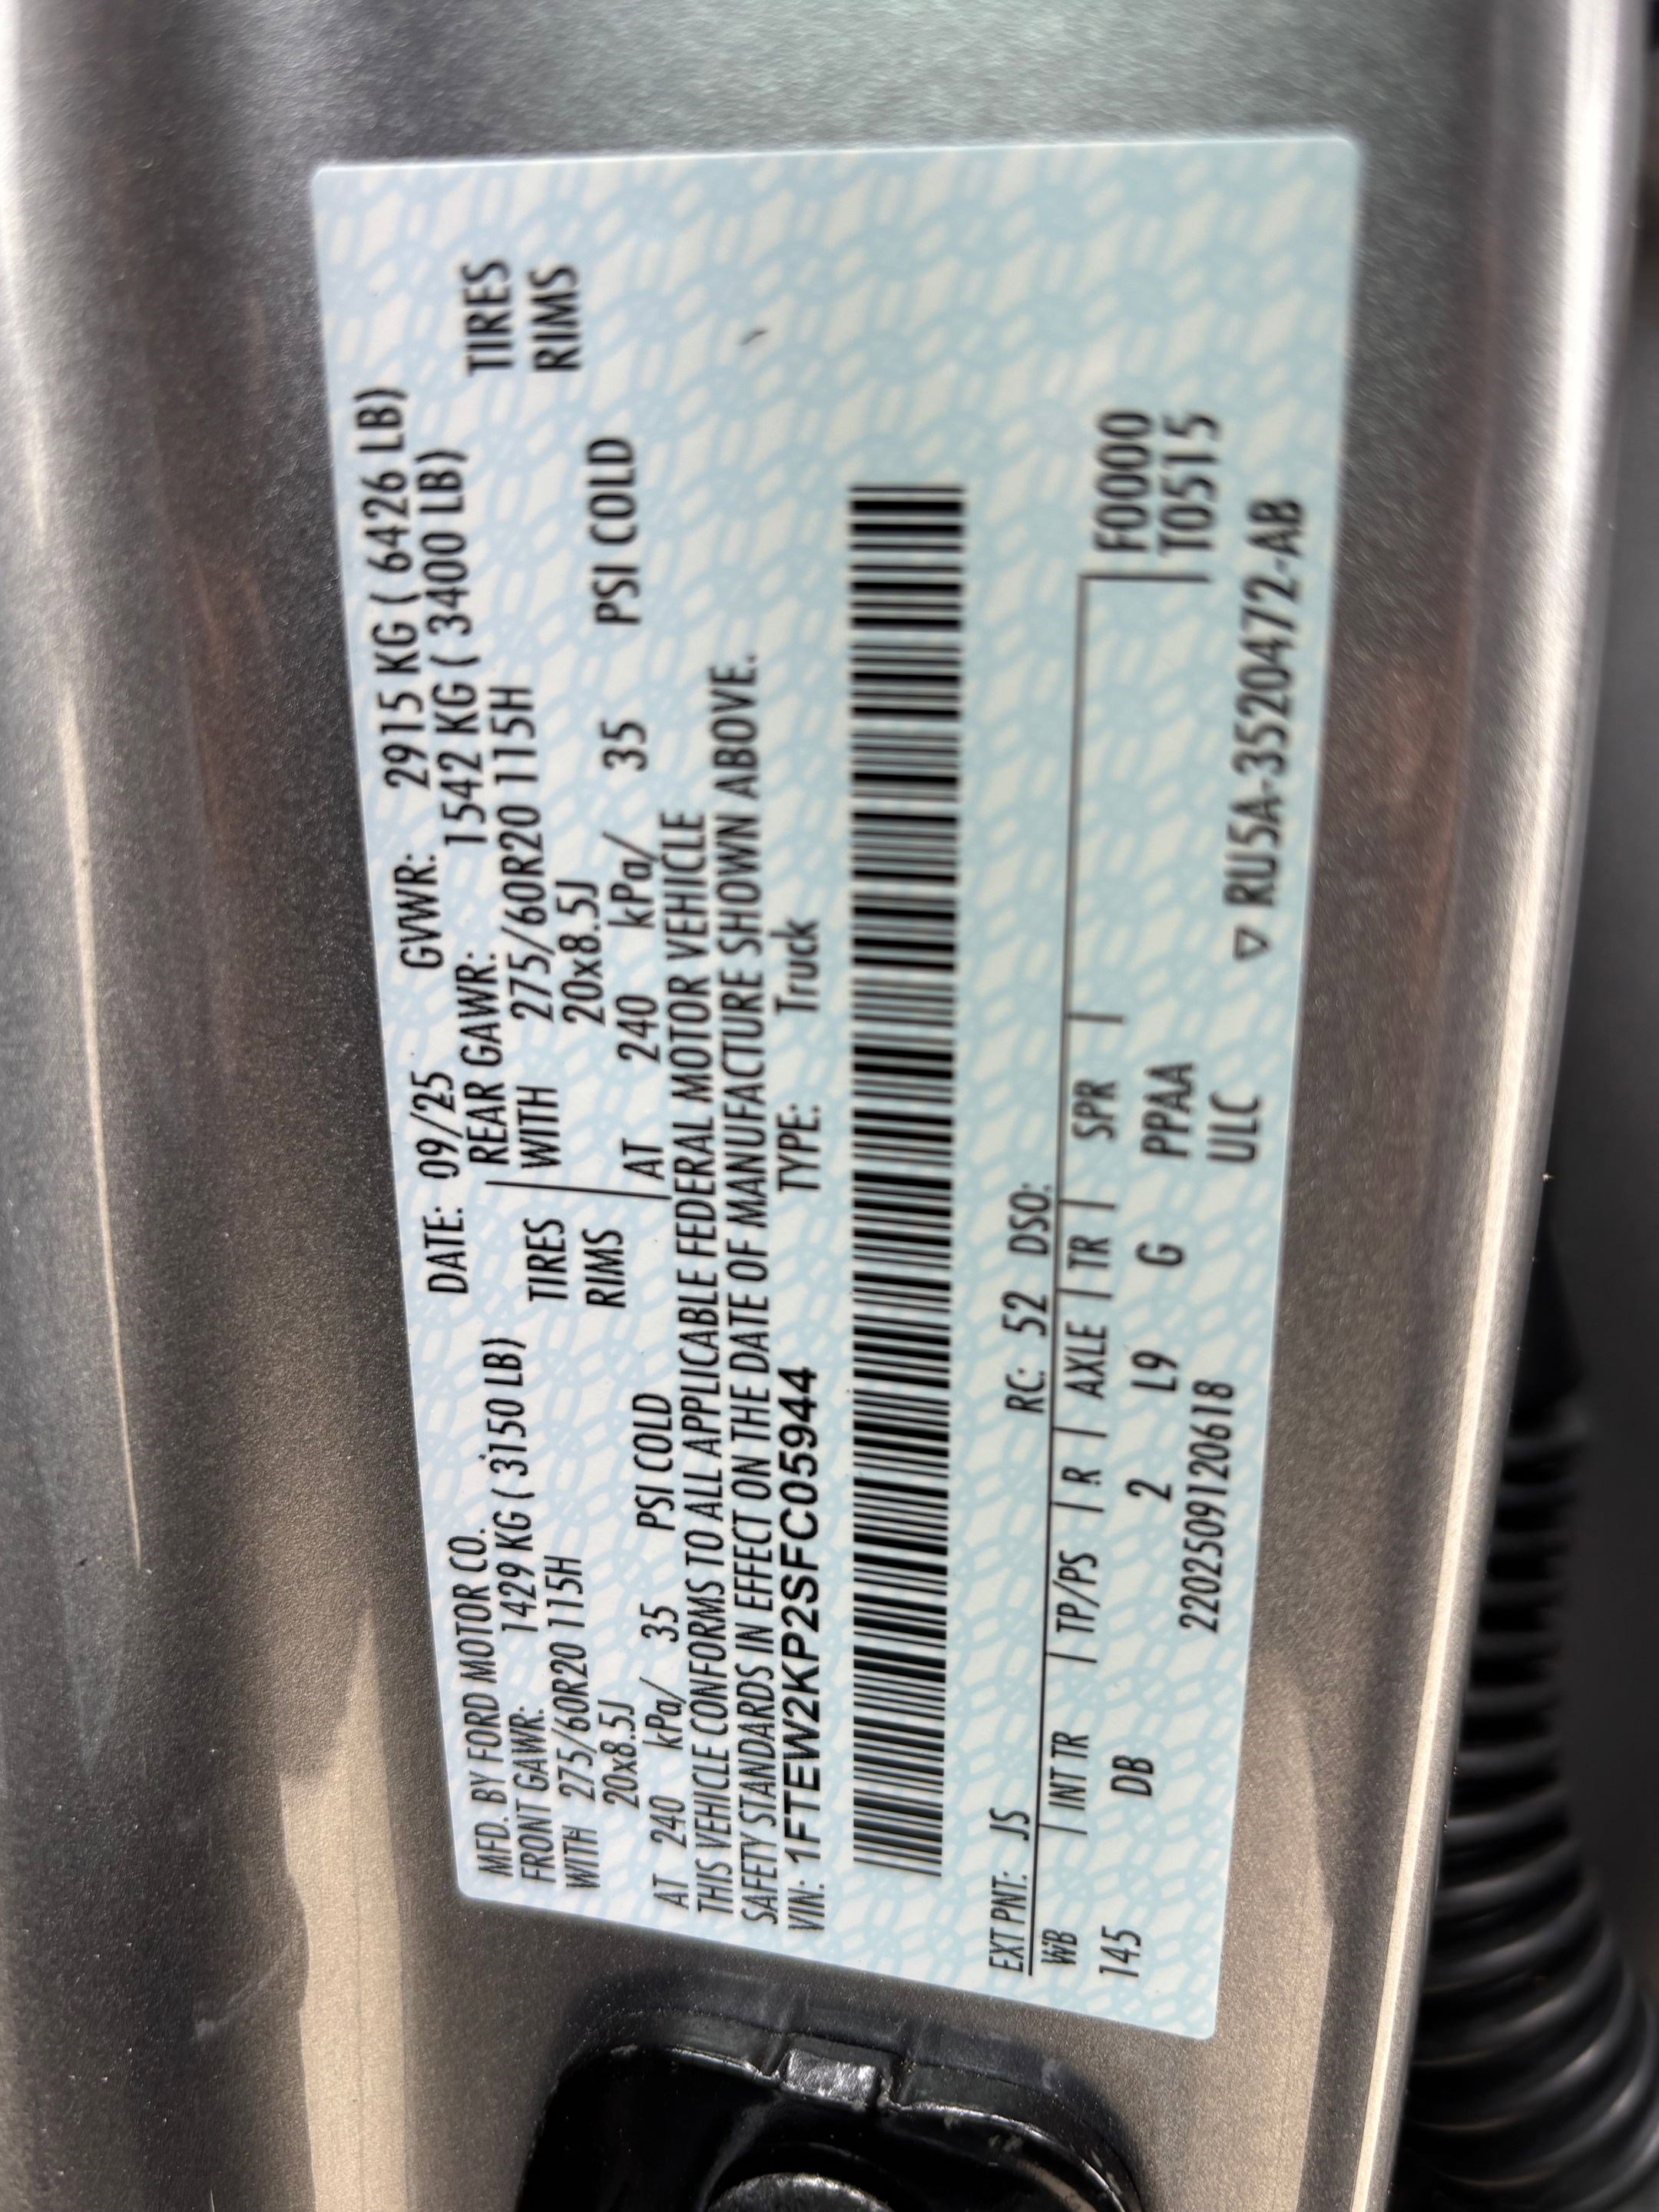 MFD. BY FORD MOTOR CO. DATE: 09/25 GVWR: 2915 KG ( 6426 LB)
FRONT GAWR: 1429 KG ( 3150 LB) REAR GAWR: 1542 KG ( 3400 LB)
WITH 275/60R20 115H TIRES WITH 275/60R20 115H TIRES
20x8.5J RIMS 20x8.5J RIMS
AT 240 kPa/ 35 PSI COLD AT 240 kPa/ 35 PSI COLD
THIS VEHICLE CONFORMS TO ALL APPLICABLE FEDERAL MOTOR VEHICLE
SAFETY STANDARDS IN EFFECT ON THE DATE OF MANUFACTURE SHOWN ABOVE.
VIN: 1FTEW2KP2SFC05944 TYPE: Truck
EXT PNT: JS RC: 52 DSO:
WB | INT TR | TP/PS | R | AXLE | TR | SPR |
145 DB 2 L9 G PPAA F0000
2202509120618 ULC T0515
▽ RU5A-3520472-AB